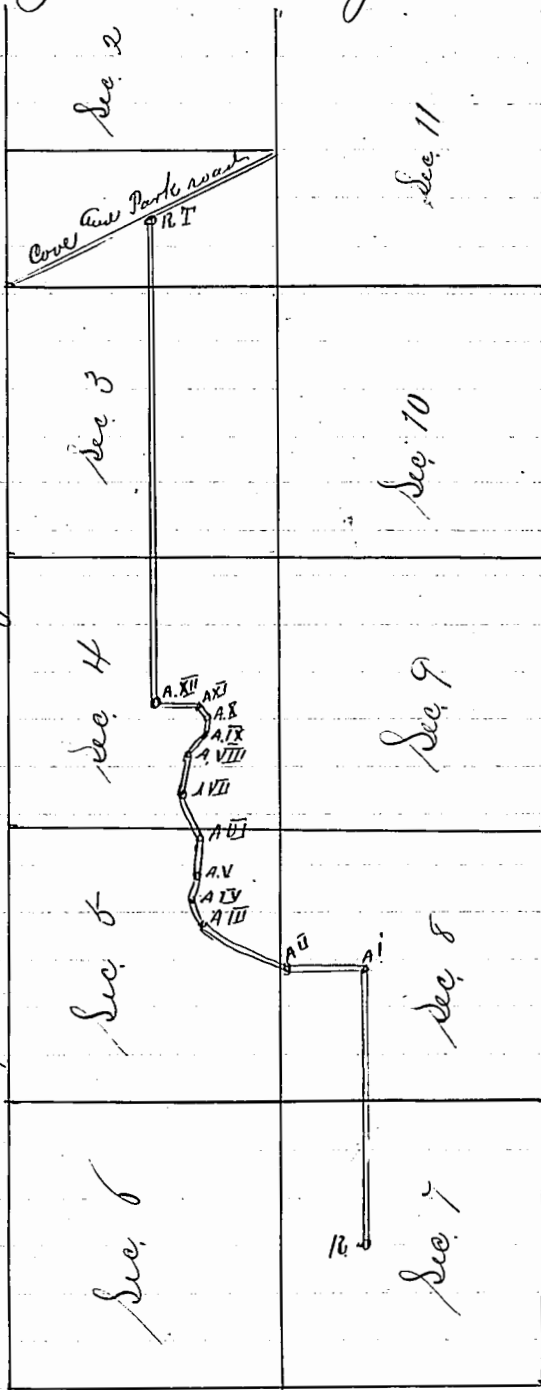 Sec. 2
Sec. 11
Cove and Park road
R T
Sec. 3
Sec. 10
Sec. 4
Sec. 9
A.XII
A XI
A.X
A.IX
A.VIII
A VII
A VI
A.V
A IV
A III
A II
A I
Sec. 5
Sec. 8
Sec. 6
Sec. 7
R.